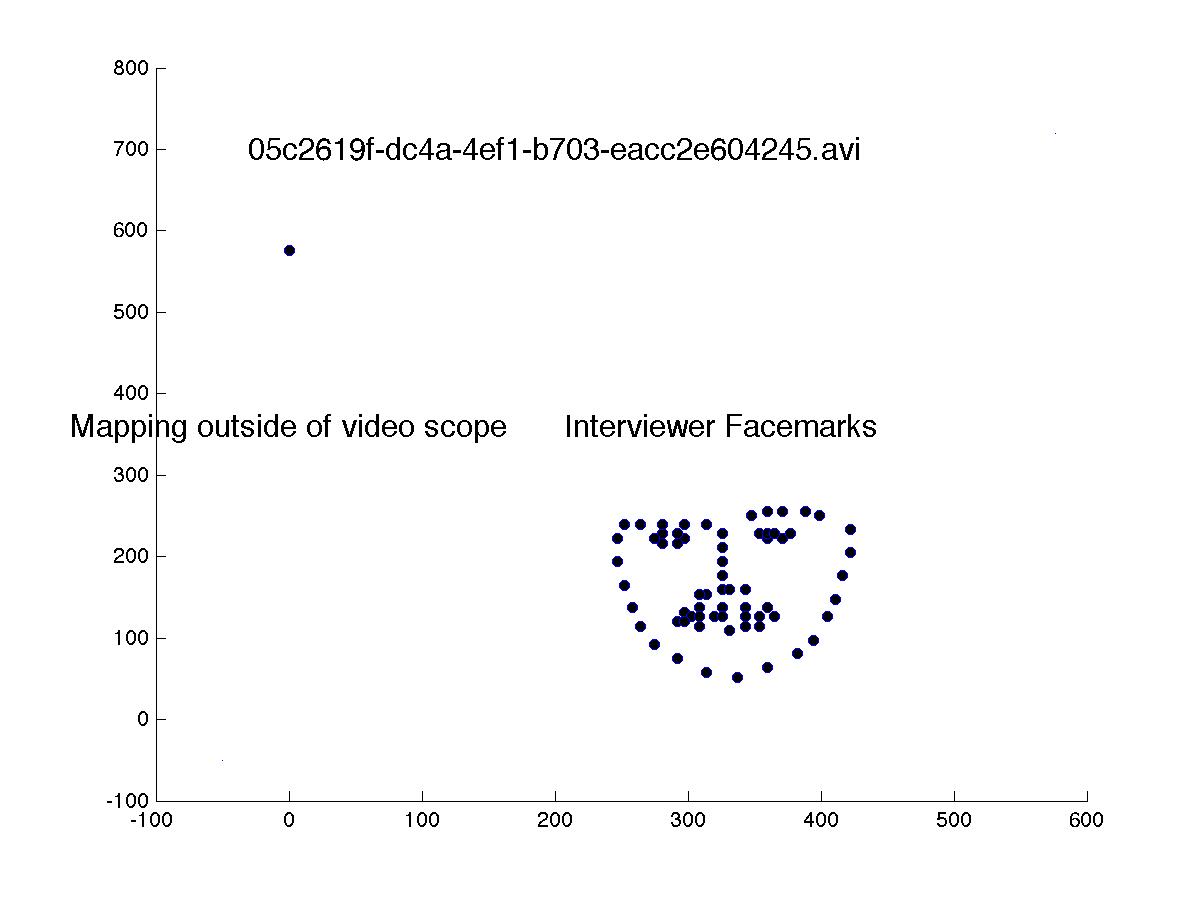 800
700
05c2619f-dc4a-4ef1-b703-eacc2e604245.avi
600
500
400
Mapping outside of video scope
Interviewer Facemarks
300
200
100
0
-100
-100 0 100 200 300 400 500 600